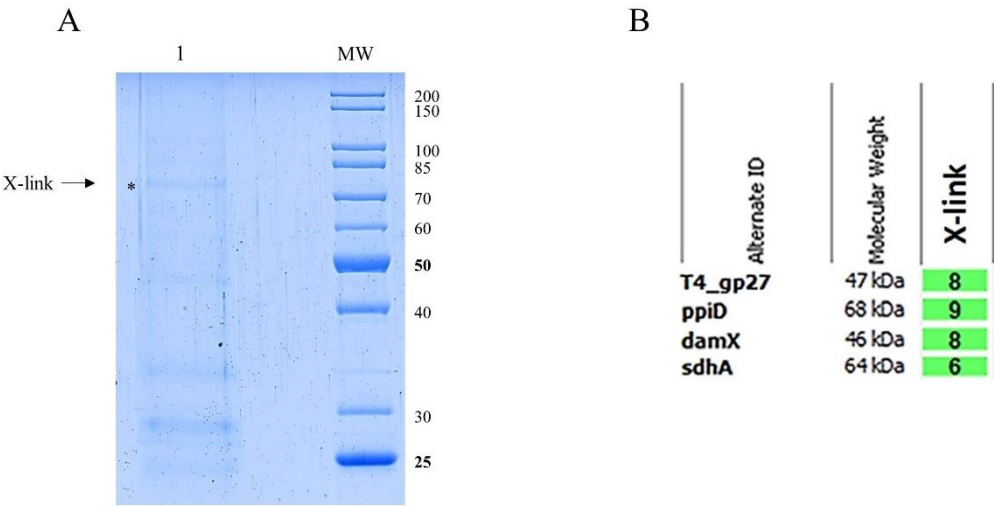 A
B
1
MW
200
150
100
85
X-link
*
70
60
50
40
30
25
Alternate ID
Molecular Weight
X-link
T4_gp27 47 kDa 8
ppiD 68 kDa 9
damX 46 kDa 8
sdhA 64 kDa 6